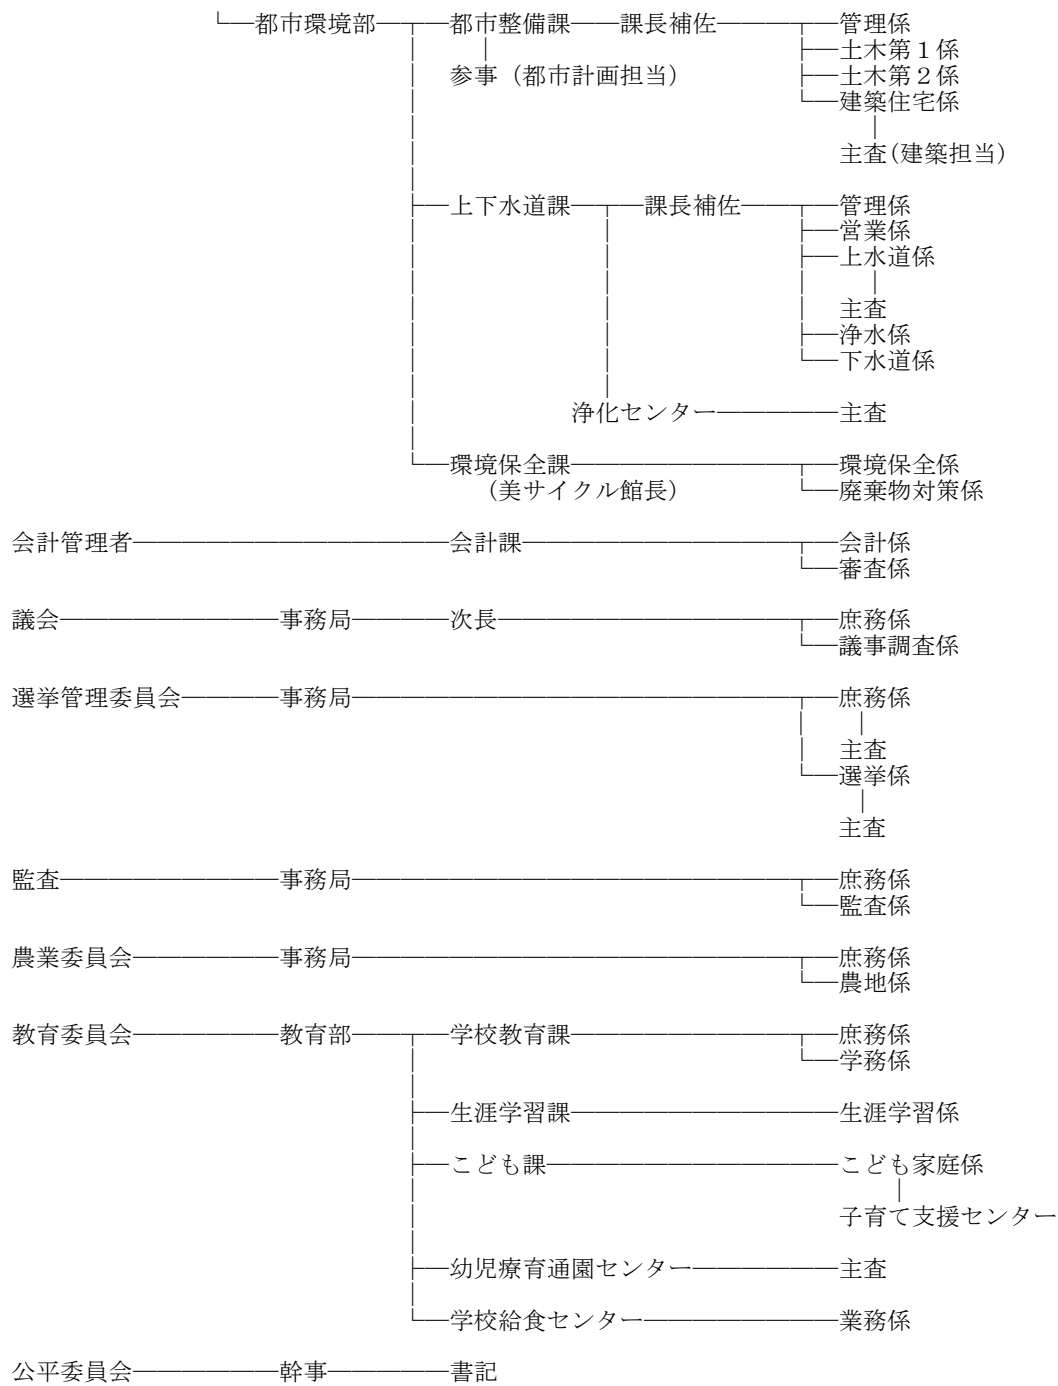 都市環境部 都市整備課 課長補佐 管理係
土木第1係
参事（都市計画担当） 土木第2係
建築住宅係
主査(建築担当)
上下水道課 課長補佐 管理係
営業係
上水道係
主査
浄水係
下水道係
浄化センター 主査
環境保全課 環境保全係
（美サイクル館長） 廃棄物対策係
会計管理者 会計課 会計係
審査係
議会 事務局 次長 庶務係
議事調査係
選挙管理委員会 事務局 庶務係
主査
選挙係
主査
監査 事務局 庶務係
監査係
農業委員会 事務局 庶務係
農地係
教育委員会 教育部 学校教育課 庶務係
学務係
生涯学習課 生涯学習係
こども課 こども家庭係
子育て支援センター
幼児療育通園センター 主査
学校給食センター 業務係
公平委員会 幹事 書記